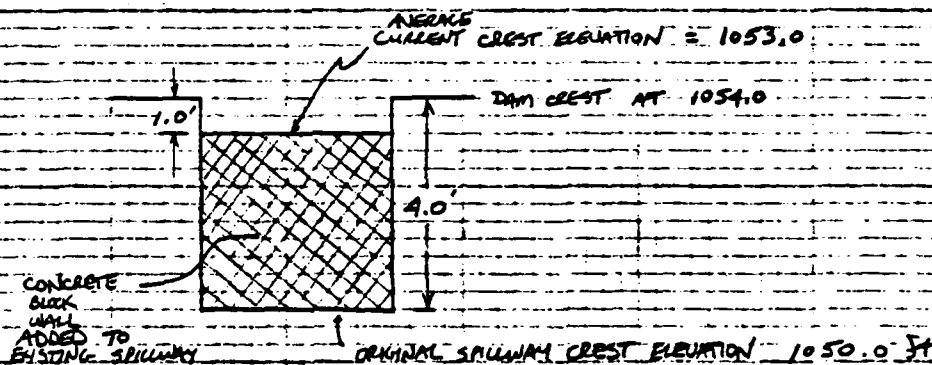 AVERAGE
CURRENT CREST ELEVATION = 1053.0
DAM CREST AT 1054.0
1.0'
4.0'
CONCRETE
BLOCK
WALL
ADDED TO
EXISTING SPILLWAY
ORIGINAL SPILLWAY CREST ELEVATION 1050.0 ft